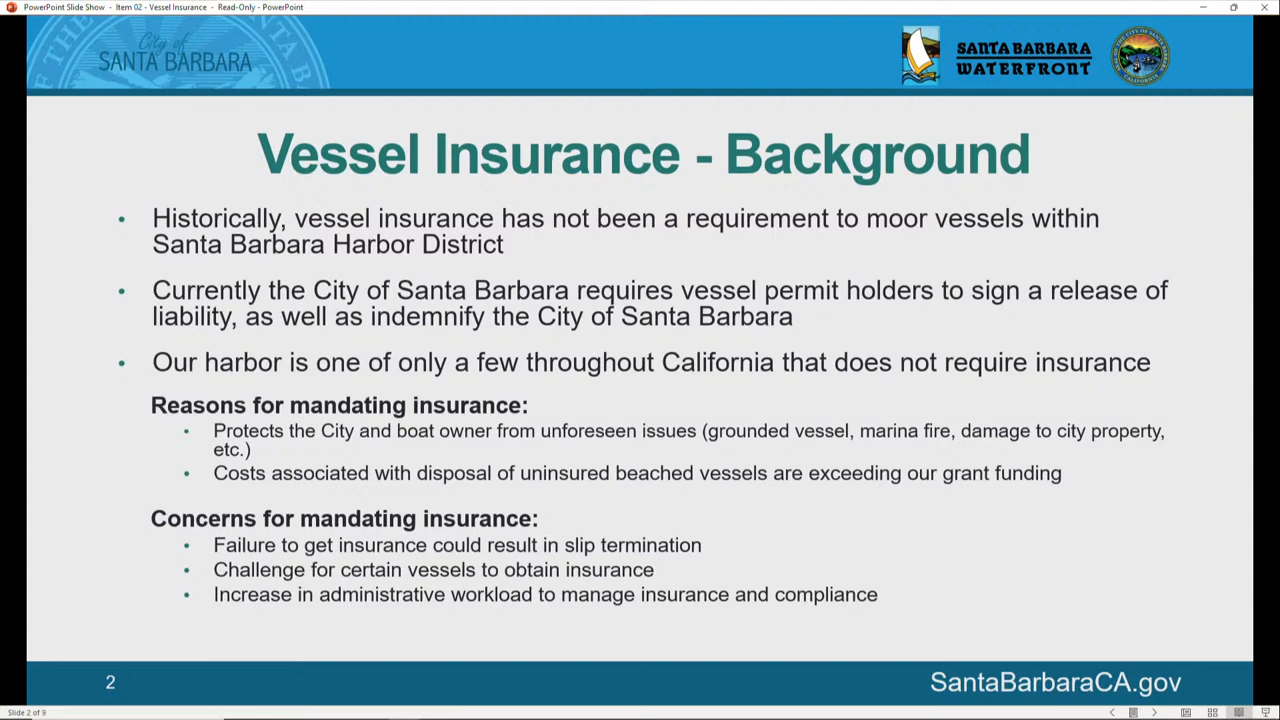 PowerPoint Slide Show - Item 02 - Vessel Insurance - Read-Only - PowerPoint
City of
SANTA BARBARA
SANTA BARBARA
WATERFRONT
Vessel Insurance - Background
• Historically, vessel insurance has not been a requirement to moor vessels within
Santa Barbara Harbor District
• Currently the City of Santa Barbara requires vessel permit holders to sign a release of
liability, as well as indemnify the City of Santa Barbara
• Our harbor is one of only a few throughout California that does not require insurance
Reasons for mandating insurance:
• Protects the City and boat owner from unforeseen issues (grounded vessel, marina fire, damage to city property,
etc.)
• Costs associated with disposal of uninsured beached vessels are exceeding our grant funding
Concerns for mandating insurance:
• Failure to get insurance could result in slip termination
• Challenge for certain vessels to obtain insurance
• Increase in administrative workload to manage insurance and compliance
2
SantaBarbaraCA.gov
Slide 2 of 9